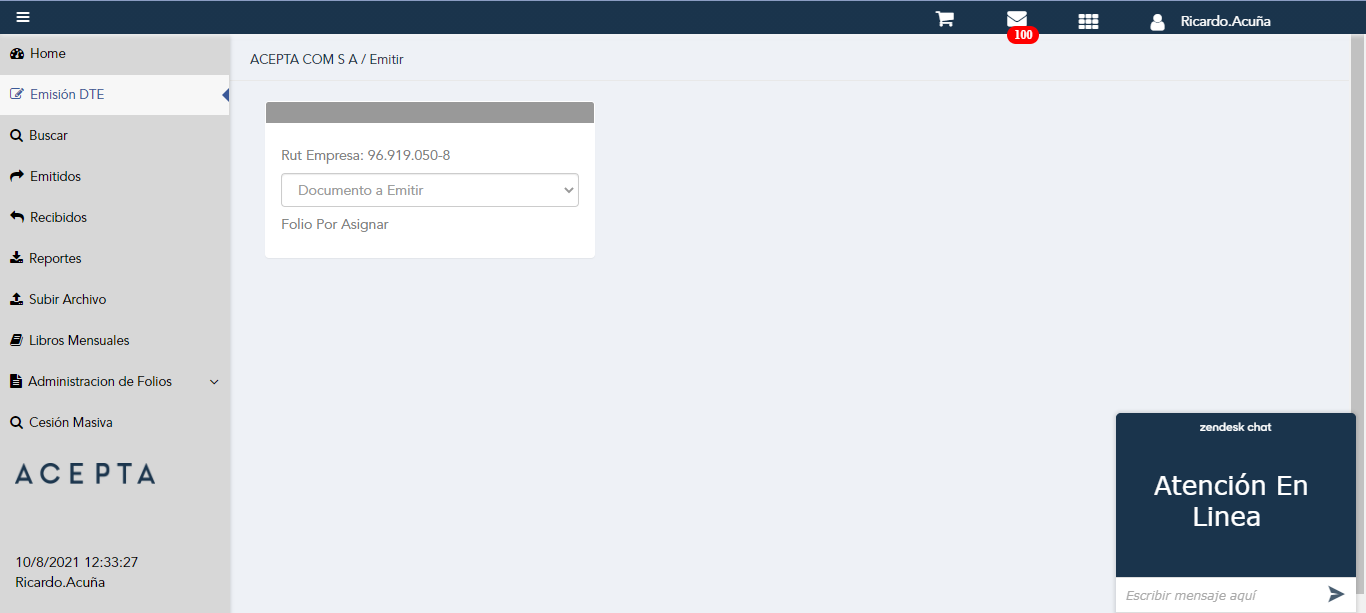 Ricardo.Acuña
100
Home
Emisión DTE
Buscar
Emitidos
Recibidos
Reportes
Subir Archivo
Libros Mensuales
Administracion de Folios
Cesión Masiva
ACEPTA
10/8/2021 12:33:27
Ricardo.Acuña
ACEPTA COM S A / Emitir
Rut Empresa: 96.919.050-8
Documento a Emitir
Folio Por Asignar
zendesk chat
Atención En
Linea
Escribir mensaje aquí